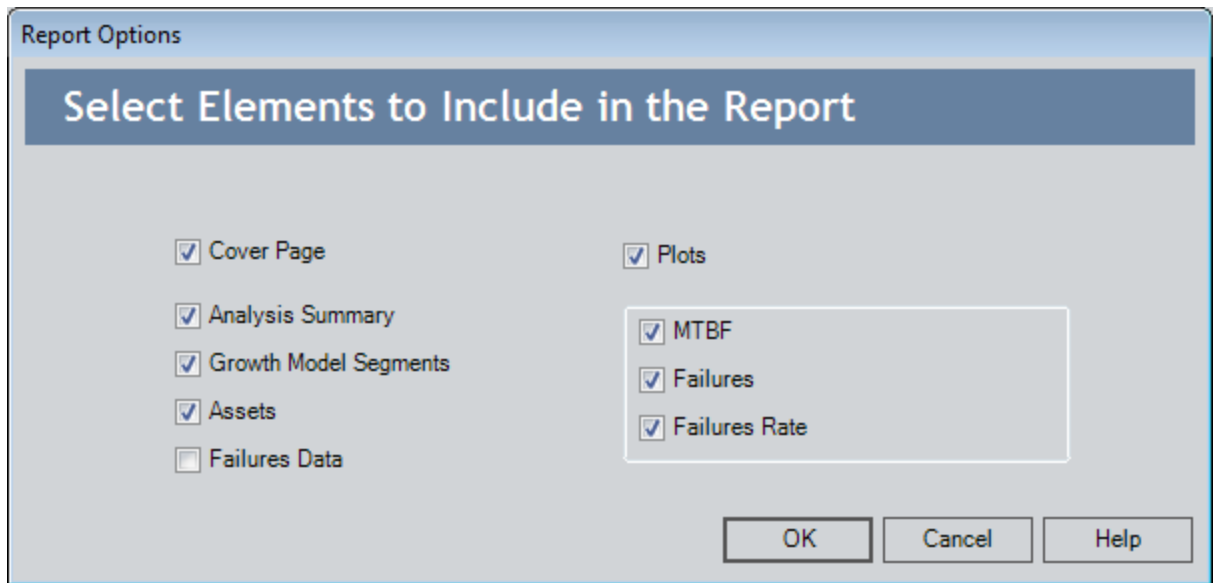 Report Options
Select Elements to Include in the Report
Cover Page
Analysis Summary
Growth Model Segments
Assets
Failures Data
Plots
MTBF
Failures
Failures Rate
OK
Cancel
Help